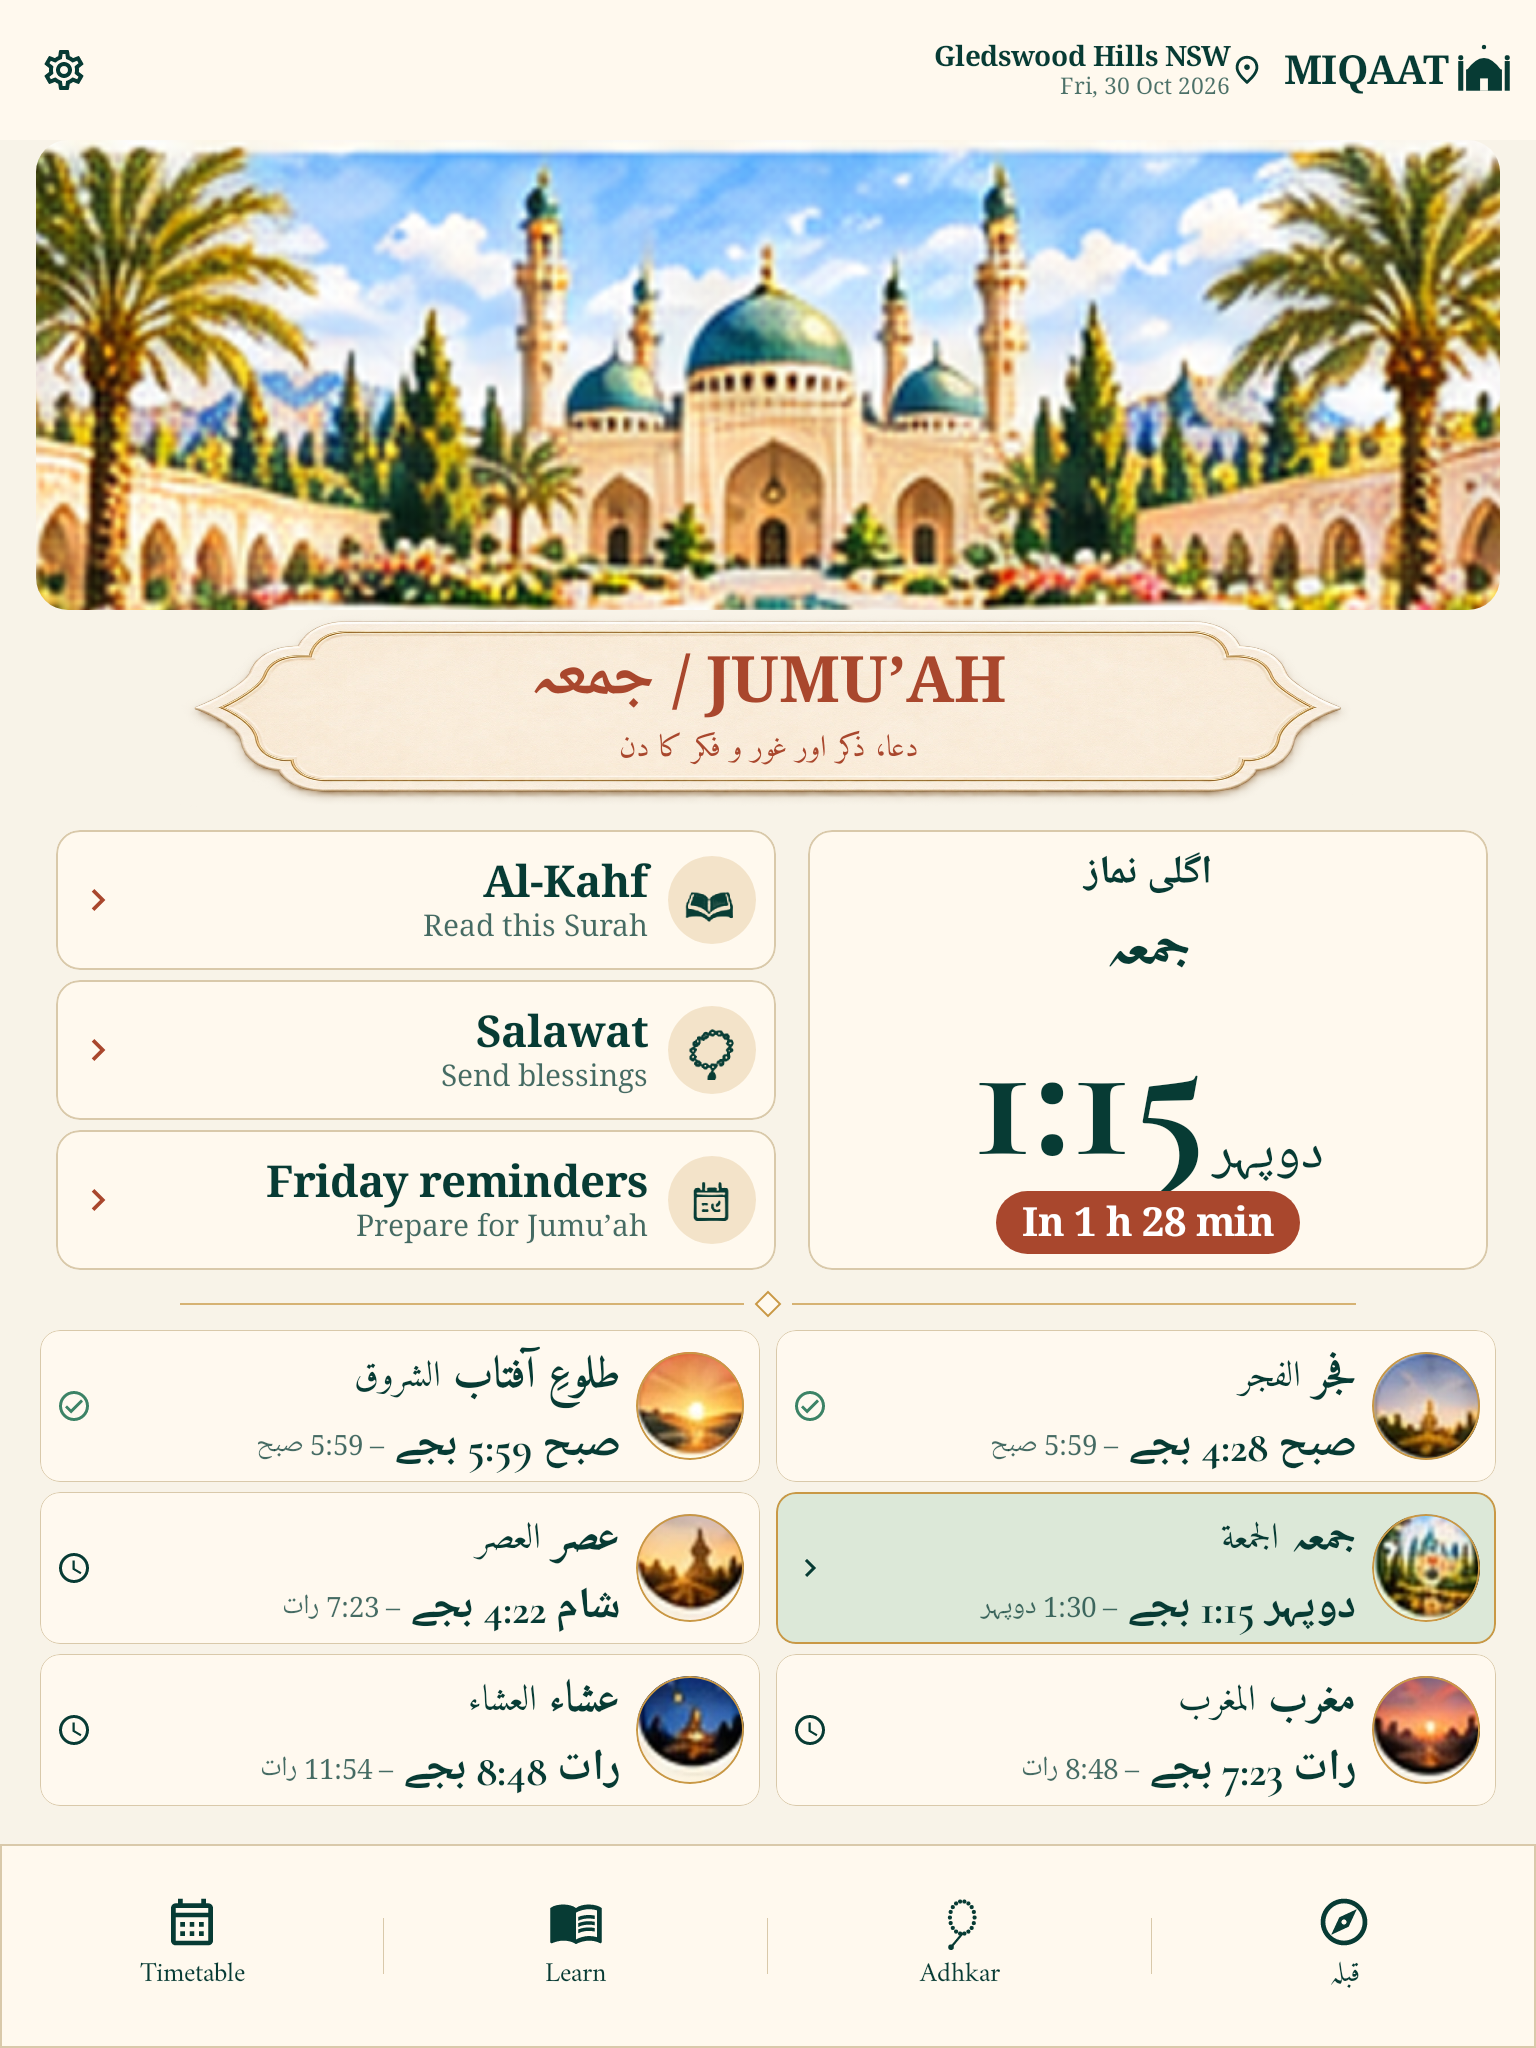 MIQAAT
Gledswood Hills NSW
Fri, 30 Oct 2026
جمعہ / JUMU’AH
دعا، ذکر اور غور و فکر کا دن
اگلی نماز
جمعہ
1:15 دوپہر
In 1 h 28 min
Al-Kahf
Read this Surah
Salawat
Send blessings
Friday reminders
Prepare for Jumu’ah
فجر الفجر
صبح 4:28 بجے – 5:59 صبح
طلوعِ آفتاب الشروق
صبح 5:59 بجے – 5:59 صبح
جمعہ الجمعة
دوپہر 1:15 بجے – 1:30 دوپہر
عصر العصر
شام 4:22 بجے – 7:23 رات
مغرب المغرب
رات 7:23 بجے – 8:48 رات
عشاء العشاء
رات 8:48 بجے – 11:54 رات
قبلہ
Adhkar
Learn
Timetable